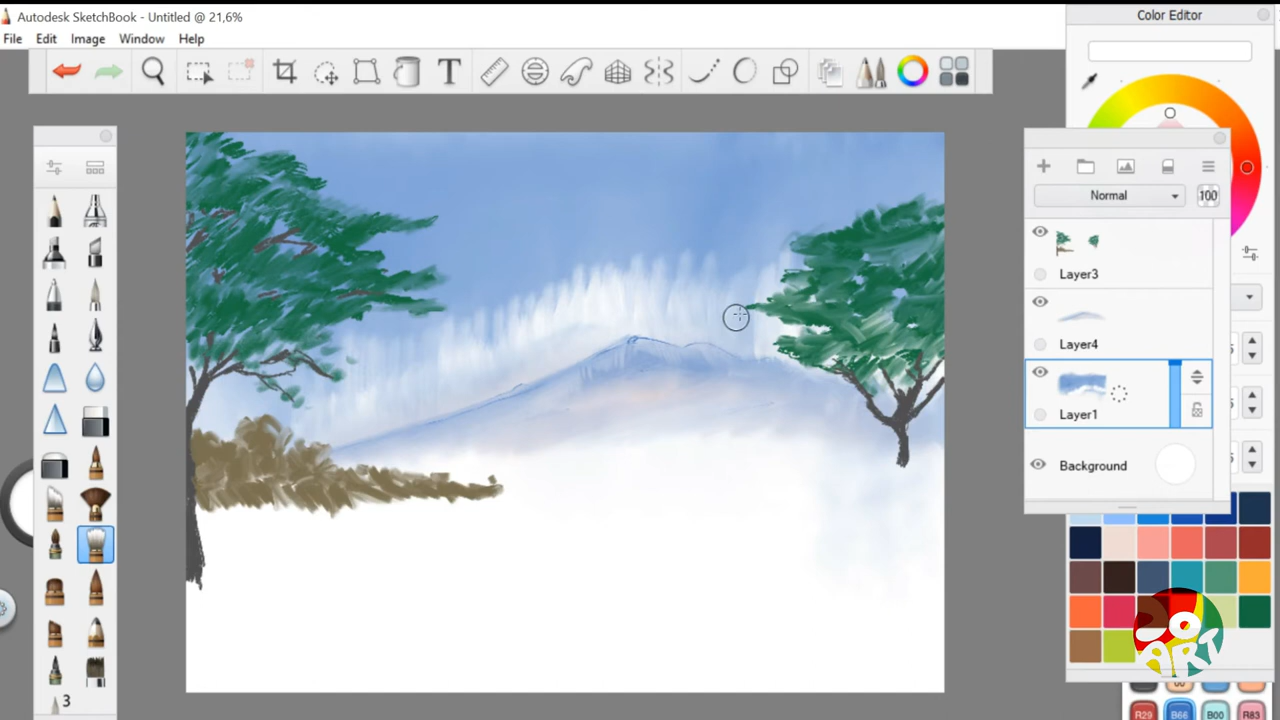 Autodesk SketchBook - Untitled @ 21,6%
File Edit Image Window Help
Color Editor
Normal 100
Layer3
Layer4
Layer1
Background
3
R29 B66 B00 R83